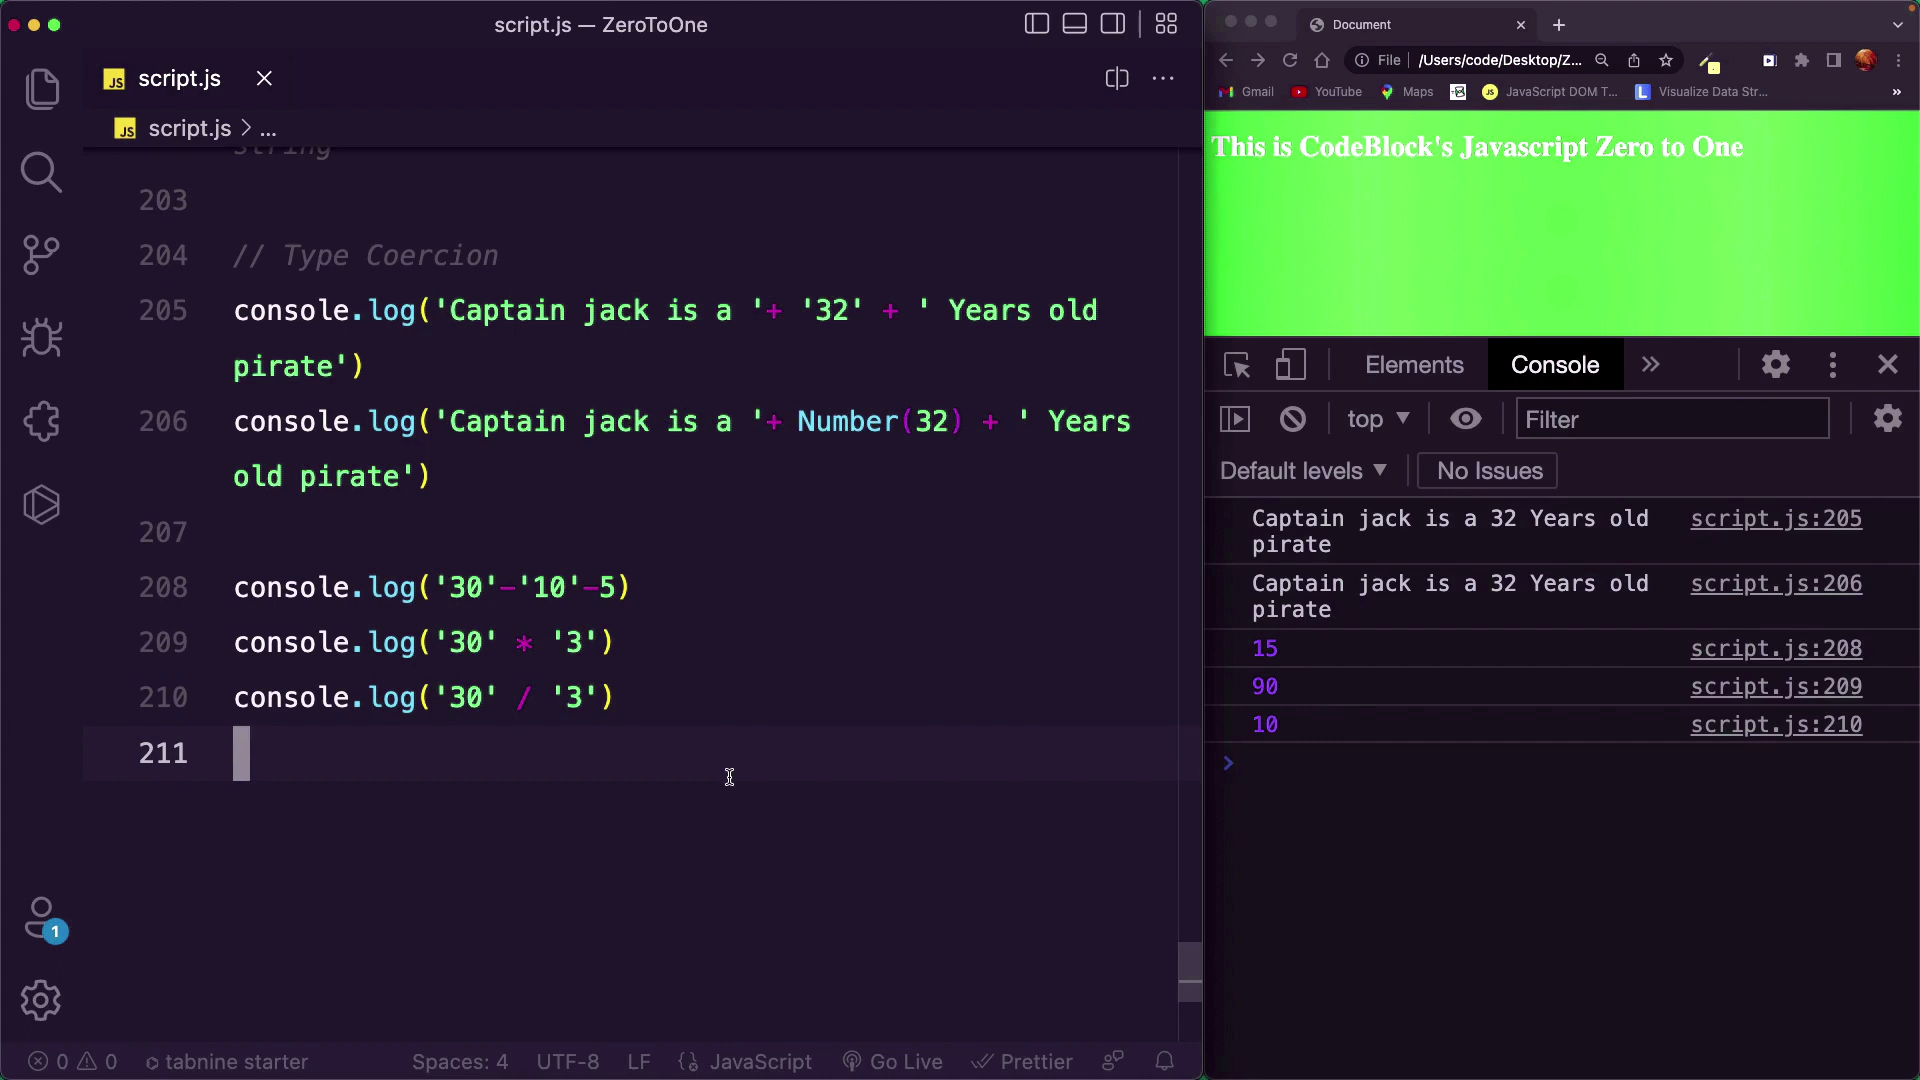 script.js — ZeroToOne
script.js
script.js > ...
String
203
204 // Type Coercion
205 console.log('Captain jack is a '+ '32' + ' Years old
pirate')
206 console.log('Captain jack is a '+ Number(32) + ' Years
old pirate')
207
208 console.log('30'-'10'-5)
209 console.log('30' * '3')
210 console.log('30' / '3')
211
1
0 0 tabnine starter Spaces: 4 UTF-8 LF JavaScript Go Live Prettier
Document
File /Users/code/Desktop/Z...
Gmail YouTube Maps JavaScript DOM T... Visualize Data Str... »
This is CodeBlock's Javascript Zero to One
Elements Console »
top Filter
Default levels No Issues
Captain jack is a 32 Years old script.js:205
pirate
Captain jack is a 32 Years old script.js:206
pirate
15 script.js:208
90 script.js:209
10 script.js:210
>